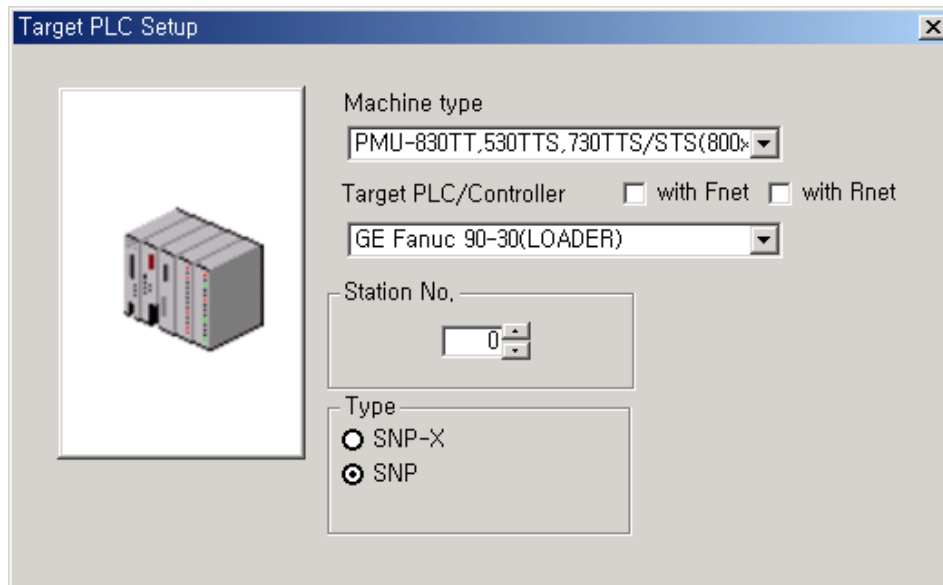 Target PLC Setup
Machine type
PMU-830TT,530TTS,730TTS/STS(800x
Target PLC/Controller with Fnet with Rnet
GE Fanuc 90-30(LOADER)
Station No.
0
Type
SNP-X
SNP